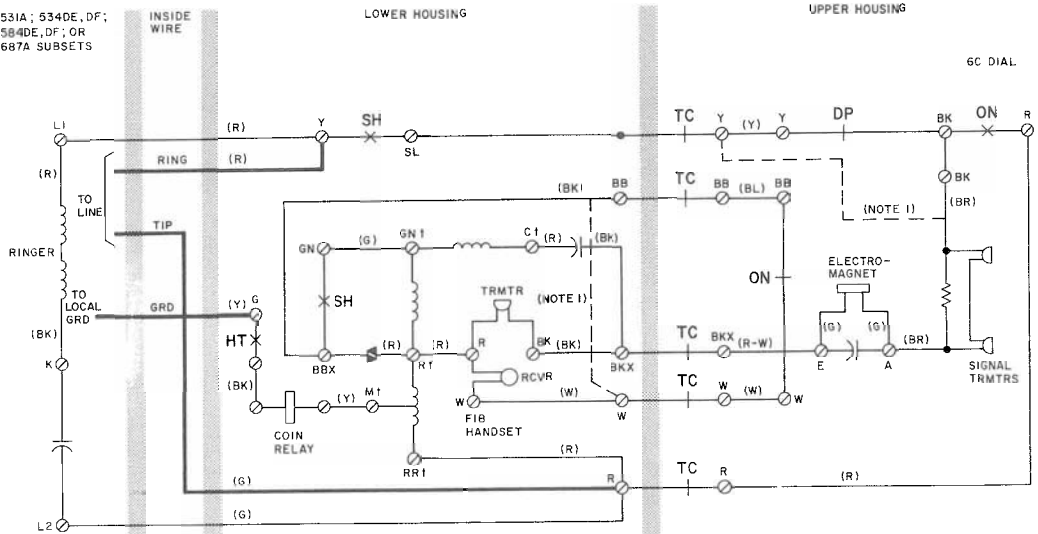 531A; 534DE, DF;
584DE, DF; OR
687A SUBSETS
INSIDE
WIRE
LOWER HOUSING
UPPER HOUSING
6C DIAL
L1
(R)
Y
SH
SL
TC
Y
(Y)
Y
DP
BK
ON
R
RING
(R)
(R)
TO
LINE
TIP
(BK)
BB
TC
BB
(BL)
BB
BK
(BR)
(NOTE 1)
RINGER
GN
(G)
GN†
C†
(R)
(BK)
ELECTRO-
MAGNET
ON
TO
LOCAL
GRD
GRD
(Y)
G
SH
TRMTR
(NOTE 1)
(G)
(G)
(BK)
HT
(R)
(R)
R
BK
(BK)
TC
BKX
(R-W)
(BR)
K
BBX
R†
BKX
E
A
SIGNAL
TRMTRS
(BK)
(Y)
M†
RCVR
W
(W)
TC
W
(W)
W
W
F1B
HANDSET
COIN
RELAY
(R)
RR†
(G)
R
TC
R
(R)
L2
(G)